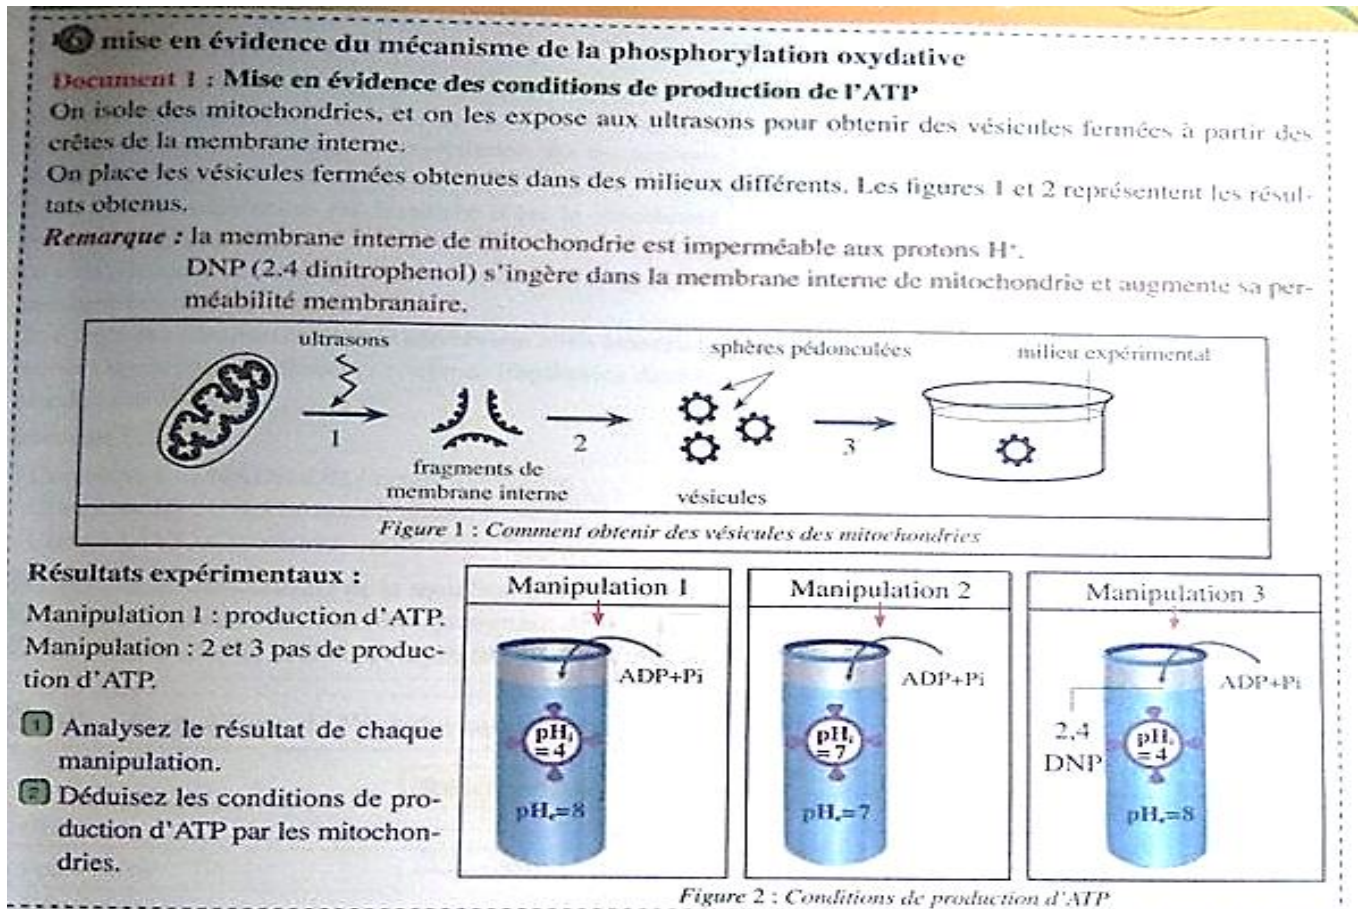 mise en évidence du mécanisme de la phosphorylation oxydative
Document 1 : Mise en évidence des conditions de production de l'ATP
On isole des mitochondries, et on les expose aux ultrasons pour obtenir des vésicules fermées à partir des
crêtes de la membrane interne.
On place les vésicules fermées obtenues dans des milieux différents. Les figures 1 et 2 représentent les résul-
tats obtenus.
Remarque : la membrane interne de mitochondrie est imperméable aux protons H⁺.
DNP (2.4 dinitrophenol) s'ingère dans la membrane interne de mitochondrie et augmente sa per-
méabilité membranaire.
ultrasons
sphères pédonculées
milieu expérimental
1
2
3
fragments de
membrane interne
vésicules
Figure 1 : Comment obtenir des vésicules des mitochondries
Résultats expérimentaux :
Manipulation 1 : production d'ATP.
Manipulation : 2 et 3 pas de produc-
tion d'ATP.
1 Analysez le résultat de chaque
manipulation.
2 Déduisez les conditions de pro-
duction d'ATP par les mitochon-
dries.
Manipulation 1
ADP+Pi
pHi
=4
pHe=8
Manipulation 2
ADP+Pi
pHi
=7
pHe=7
Manipulation 3
ADP+Pi
2,4
DNP
pHi
=4
pHe=8
Figure 2 : Conditions de production d'ATP